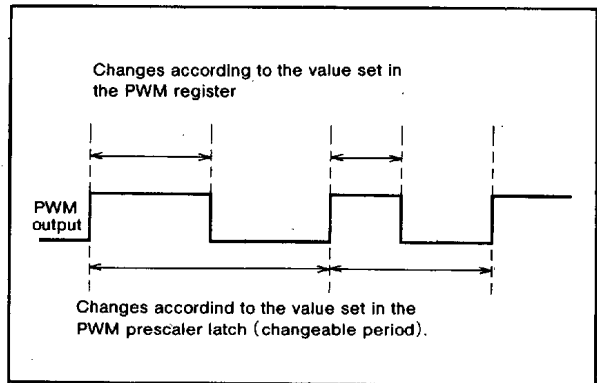 Changes according to the value set in
the PWM register
PWM
output
Changes accordind to the value set in the
PWM prescaler latch (changeable period).